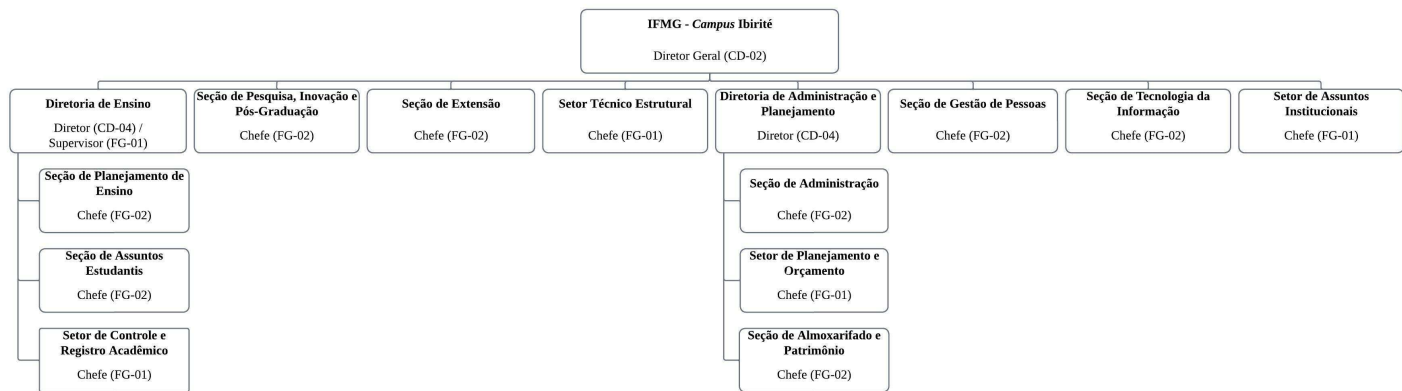 IFMG - Campus Ibirité
Diretor Geral (CD-02)
Diretoria de Ensino
Diretor (CD-04) /
Supervisor (FG-01)
Seção de Pesquisa, Inovação e
Pós-Graduação
Chefe (FG-02)
Seção de Extensão
Chefe (FG-02)
Setor Técnico Estrutural
Chefe (FG-01)
Diretoria de Administração e
Planejamento
Diretor (CD-04)
Seção de Gestão de Pessoas
Chefe (FG-02)
Seção de Tecnologia da
Informação
Chefe (FG-02)
Setor de Assuntos
Institucionais
Chefe (FG-01)
Seção de Planejamento de
Ensino
Chefe (FG-02)
Seção de Assuntos
Estudantis
Chefe (FG-02)
Setor de Controle e
Registro Acadêmico
Chefe (FG-01)
Seção de Administração
Chefe (FG-02)
Setor de Planejamento e
Orçamento
Chefe (FG-01)
Seção de Almoxarifado e
Patrimônio
Chefe (FG-02)